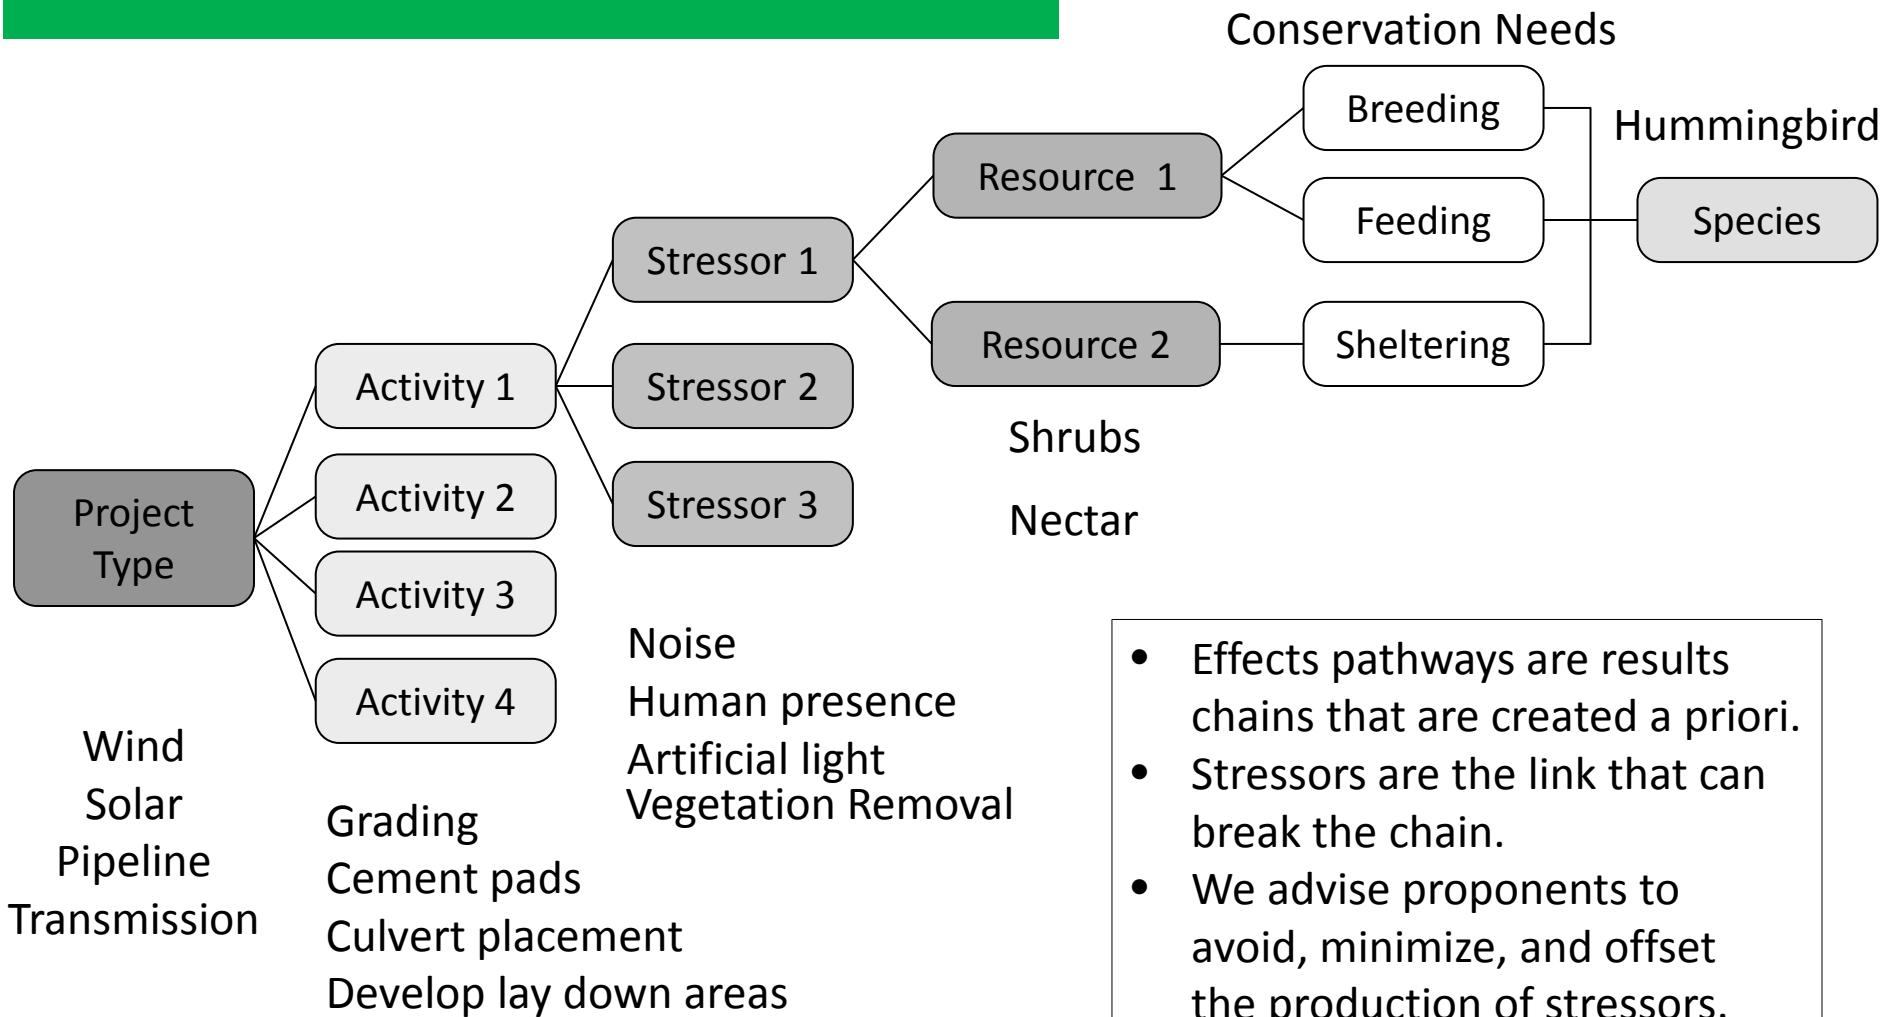 Conservation Needs
Breeding
Hummingbird
Resource 1
Feeding
Species
Stressor 1
Resource 2
Sheltering
Activity 1
Stressor 2
Shrubs
Activity 2
Stressor 3
Nectar
Project
Type
Activity 3
Activity 4
Wind
Solar
Pipeline
Transmission
Grading
Cement pads
Culvert placement
Develop lay down areas
Noise
Human presence
Artificial light
Vegetation Removal
• Effects pathways are results
chains that are created a priori.
• Stressors are the link that can
break the chain.
• We advise proponents to
avoid, minimize, and offset
the production of stressors.